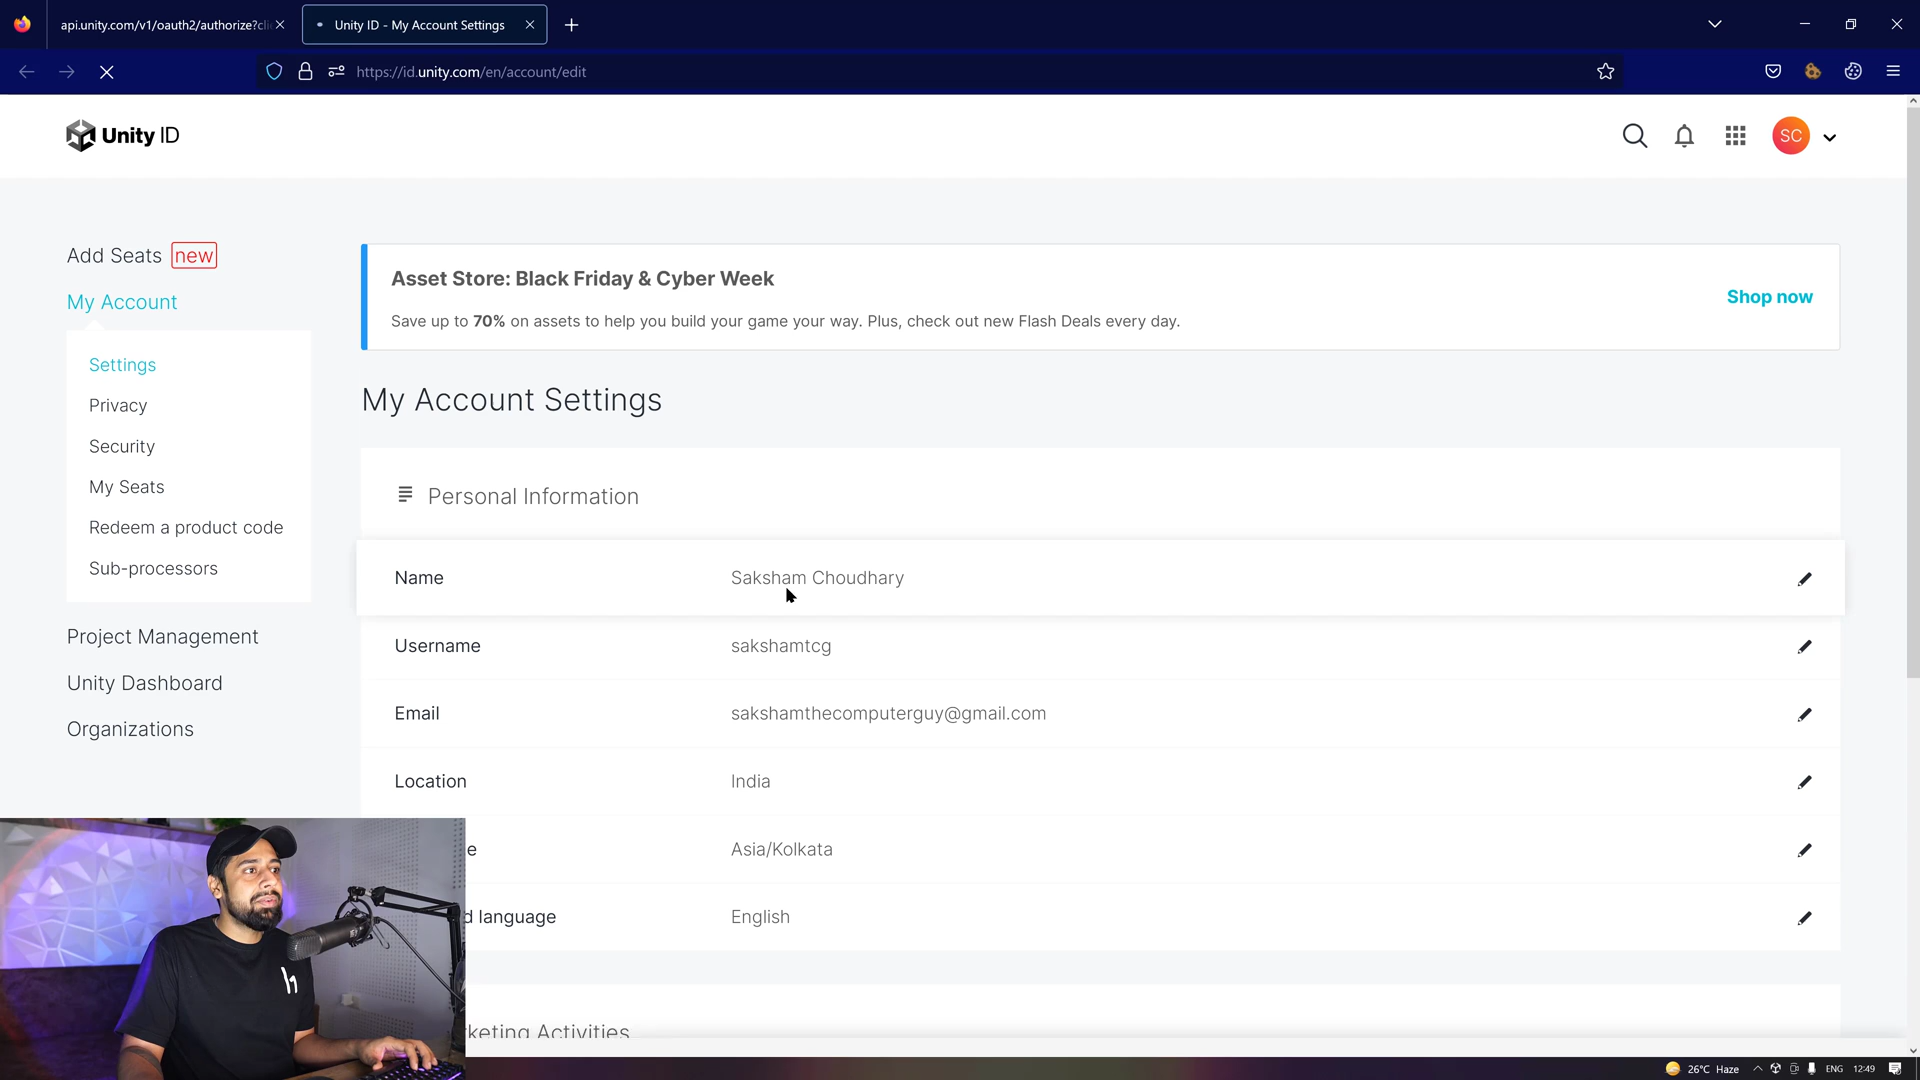 api.unity.com/v1/oauth2/authorize?cli
Unity ID - My Account Settings
https://id.unity.com/en/account/edit
Unity ID
SC
Add Seats new
My Account
Settings
Privacy
Security
My Seats
Redeem a product code
Sub-processors
Project Management
Unity Dashboard
Organizations
Asset Store: Black Friday & Cyber Week
Save up to 70% on assets to help you build your game your way. Plus, check out new Flash Deals every day.
Shop now
My Account Settings
Personal Information
Name Saksham Choudhary
Username sakshamtcg
Email sakshamthecomputerguy@gmail.com
Location India
e Asia/Kolkata
d language English
keting Activities
h
26°C Haze ENG 12:49